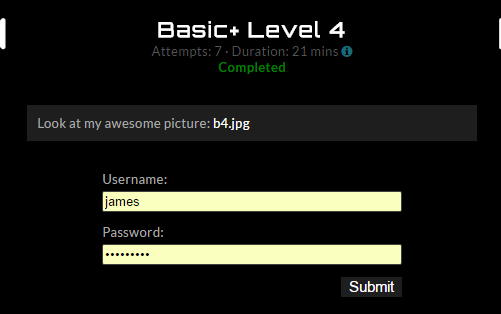 Basic+ Level 4
Attempts: 7 · Duration: 21 mins
Completed
Look at my awesome picture: b4.jpg
Username:
james
Password:
•••••••••
Submit